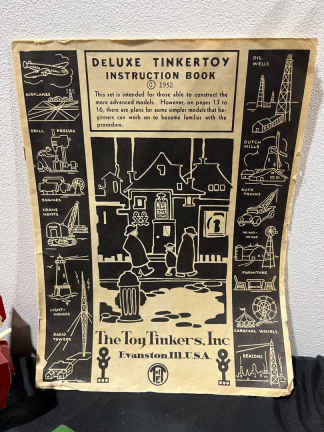 DELUXE TINKERTOY
INSTRUCTION BOOK
© 1952
This set is intended for those able to construct the
more advanced models. However, on pages 13 to
16, there are plans for some simpler models that be-
ginners can work on to become familiar with the
procedure.
AIRPLANES
DRILL PRESSES
ENGINES
CRANE
HOISTS
LIGHT-
HOUSES
RADIO
TOWERS
OIL
WELLS
DUTCH
MILLS
AUTO
TRUCKS
WIND-
MILLS
FURNITURE
CARNIVAL WHEELS
BEACONS
The Toy Tinkers, Inc
Evanston Ill. U.S.A.